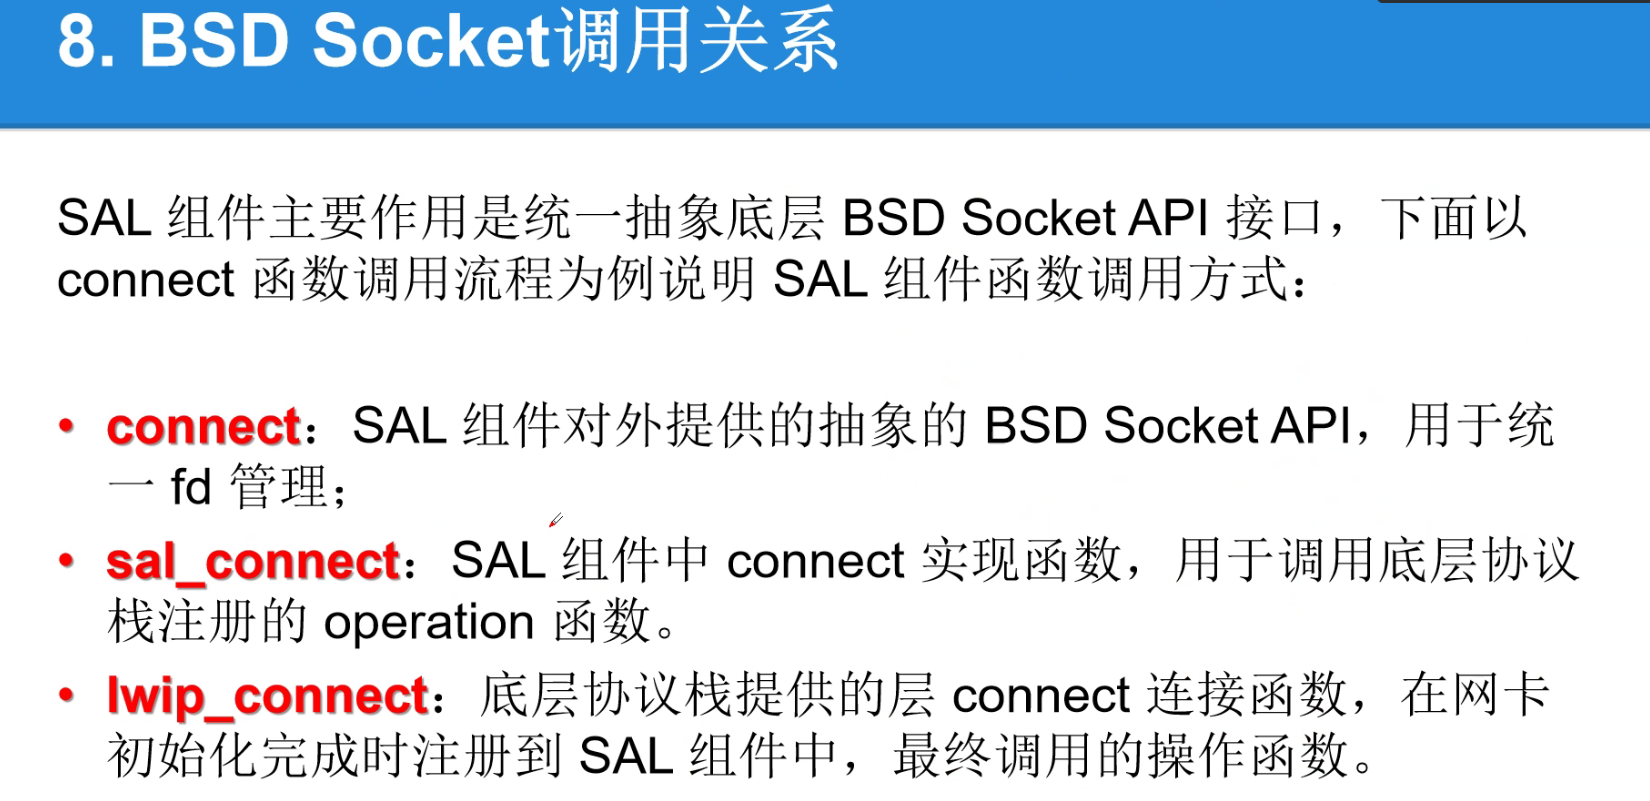 8. BSD Socket调用关系
SAL 组件主要作用是统一抽象底层 BSD Socket API 接口，下面以
connect 函数调用流程为例说明 SAL 组件函数调用方式：
• connect：SAL 组件对外提供的抽象的 BSD Socket API，用于统
一 fd 管理；
• sal_connect：SAL 组件中 connect 实现函数，用于调用底层协议
栈注册的 operation 函数。
• lwip_connect：底层协议栈提供的层 connect 连接函数，在网卡
初始化完成时注册到 SAL 组件中，最终调用的操作函数。